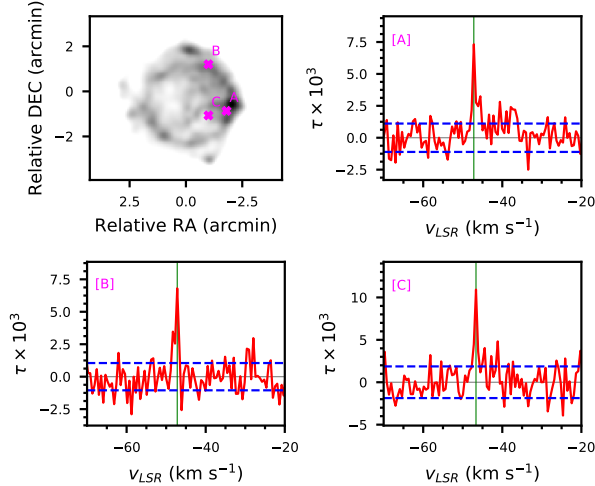 Relative DEC (arcmin)
2
0
−2
B
A
C
2.5
0.0
−2.5
Relative RA (arcmin)
[A]
τ × 10³
7.5
5.0
2.5
0.0
−2.5
−60
−40
−20
v_LSR (km s⁻¹)
[B]
τ × 10³
7.5
5.0
2.5
0.0
−2.5
−60
−40
−20
v_LSR (km s⁻¹)
[C]
τ × 10³
10
5
0
−5
−60
−40
−20
v_LSR (km s⁻¹)